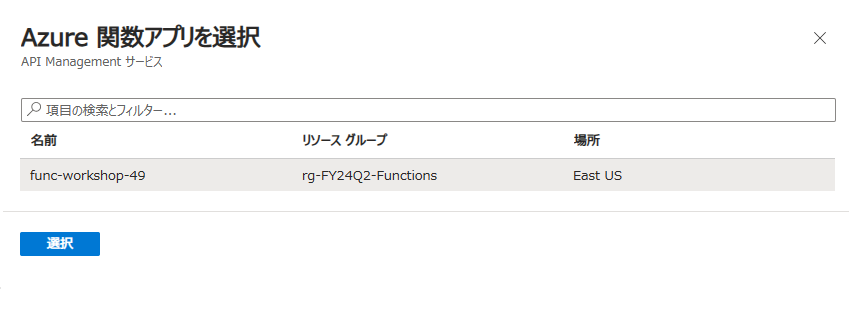 Azure 関数アプリを選択
API Management サービス
項目の検索とフィルター...
名前 リソース グループ 場所
func-workshop-49 rg-FY24Q2-Functions East US
選択